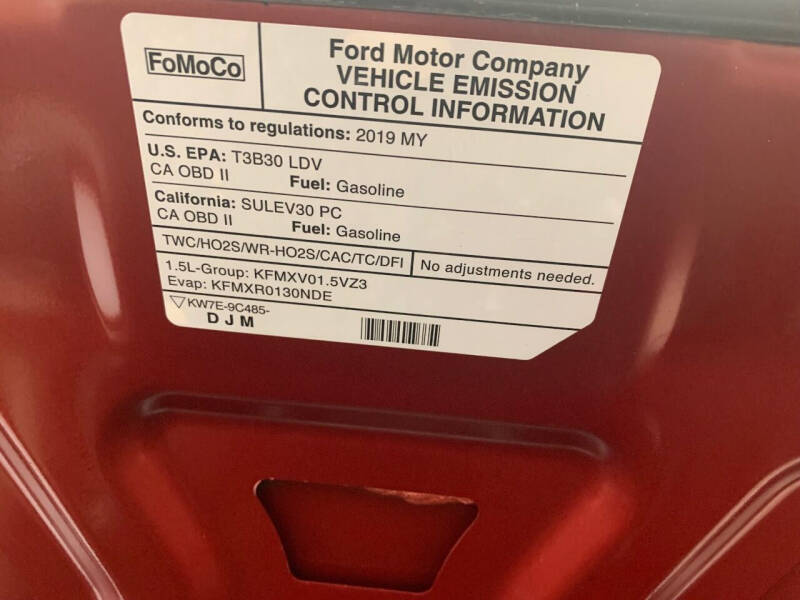 FoMoCo
Ford Motor Company
VEHICLE EMISSION
CONTROL INFORMATION
Conforms to regulations: 2019 MY
U.S. EPA: T3B30 LDV
CA OBD II Fuel: Gasoline
California: SULEV30 PC
CA OBD II Fuel: Gasoline
TWC/HO2S/WR-HO2S/CAC/TC/DFI No adjustments needed.
1.5L-Group: KFMXV01.5VZ3
Evap: KFMXR0130NDE
KW7E-9C485-
D J M